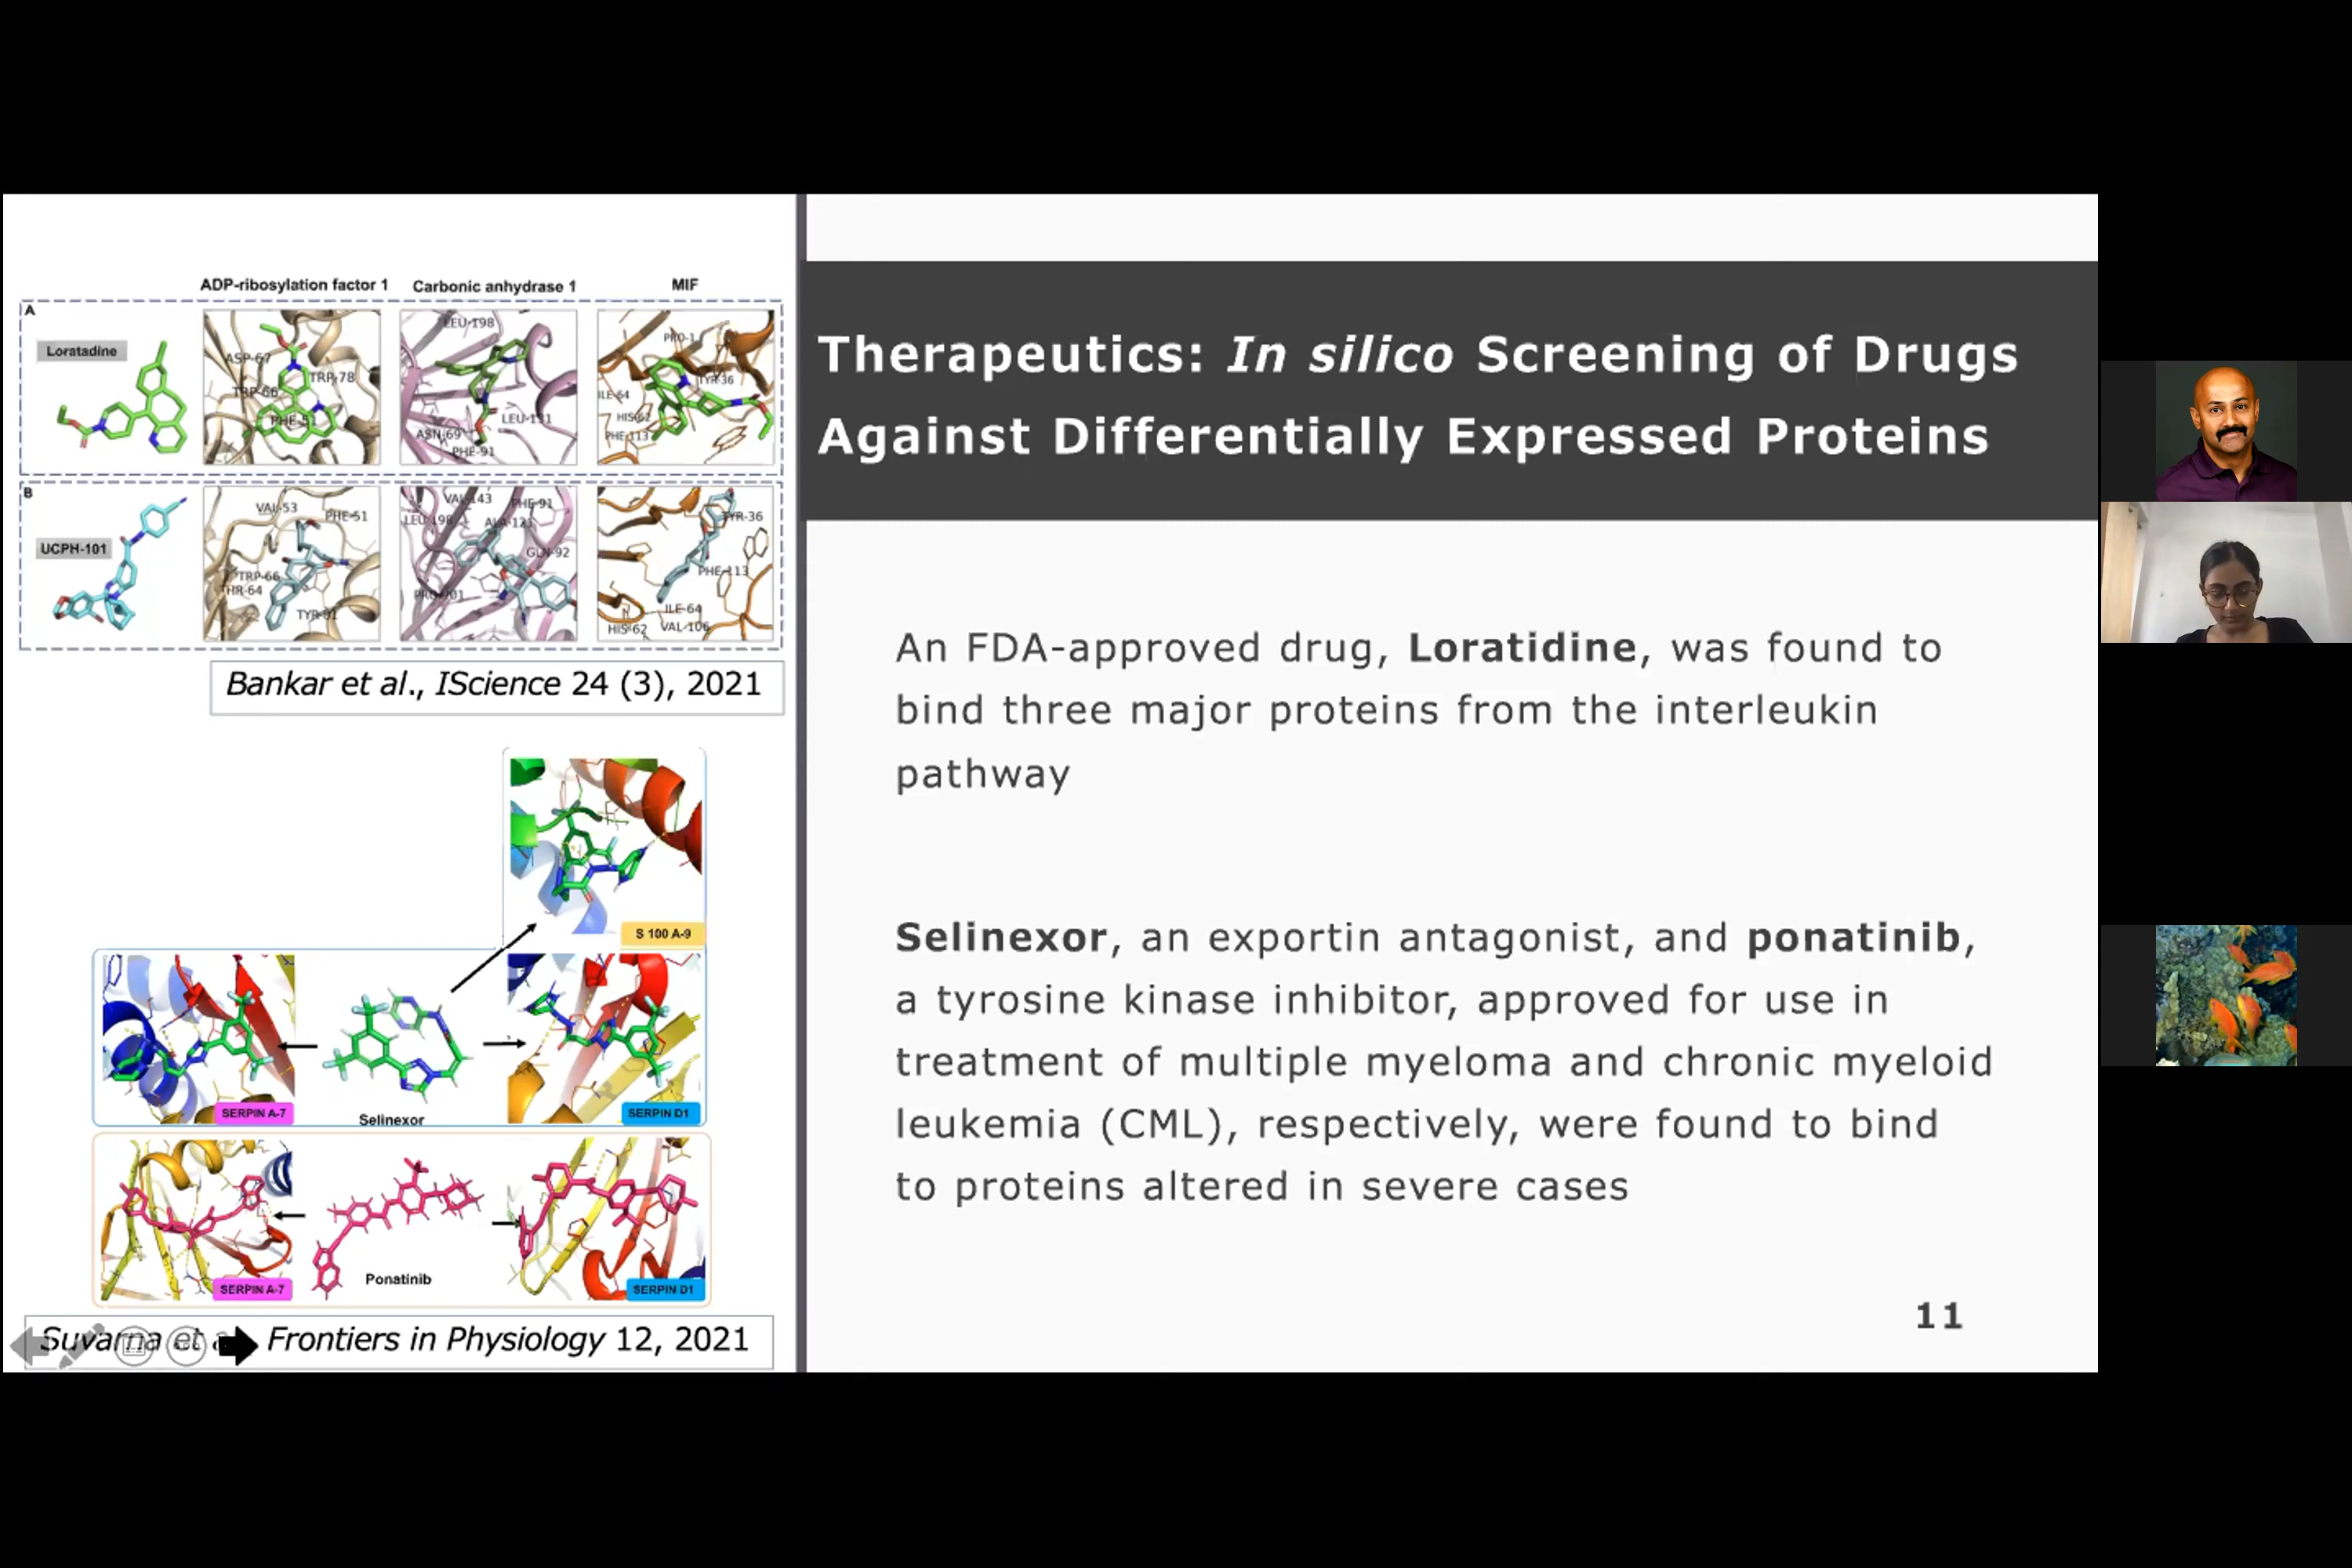 ADP-ribosylation factor 1
Carbonic anhydrase 1
MIF
A
Loratadine
ASP-67
TRP-78
TRP-66
PHE-51
LEU-198
LEU-131
ASN-69
PHE-91
PRO-1
TYR-36
ILE-64
HIS-62
PHE-113
B
UCPH-101
VAL-53
PHE-51
TRP-66
THR-64
VAL-143
PHE-91
LEU-198
ALA-121
GLN-92
TYR-36
PHE-113
ILE-64
HIS-62
VAL-106
Bankar et al., IScience 24 (3), 2021
S 100 A-9
SERPIN A-7
Selinexor
SERPIN D1
SERPIN A-7
Ponatinib
SERPIN D1
Suvarna et Frontiers in Physiology 12, 2021
Therapeutics: In silico Screening of Drugs
Against Differentially Expressed Proteins
An FDA-approved drug, Loratidine, was found to
bind three major proteins from the interleukin
pathway
Selinexor, an exportin antagonist, and ponatinib,
a tyrosine kinase inhibitor, approved for use in
treatment of multiple myeloma and chronic myeloid
leukemia (CML), respectively, were found to bind
to proteins altered in severe cases
11